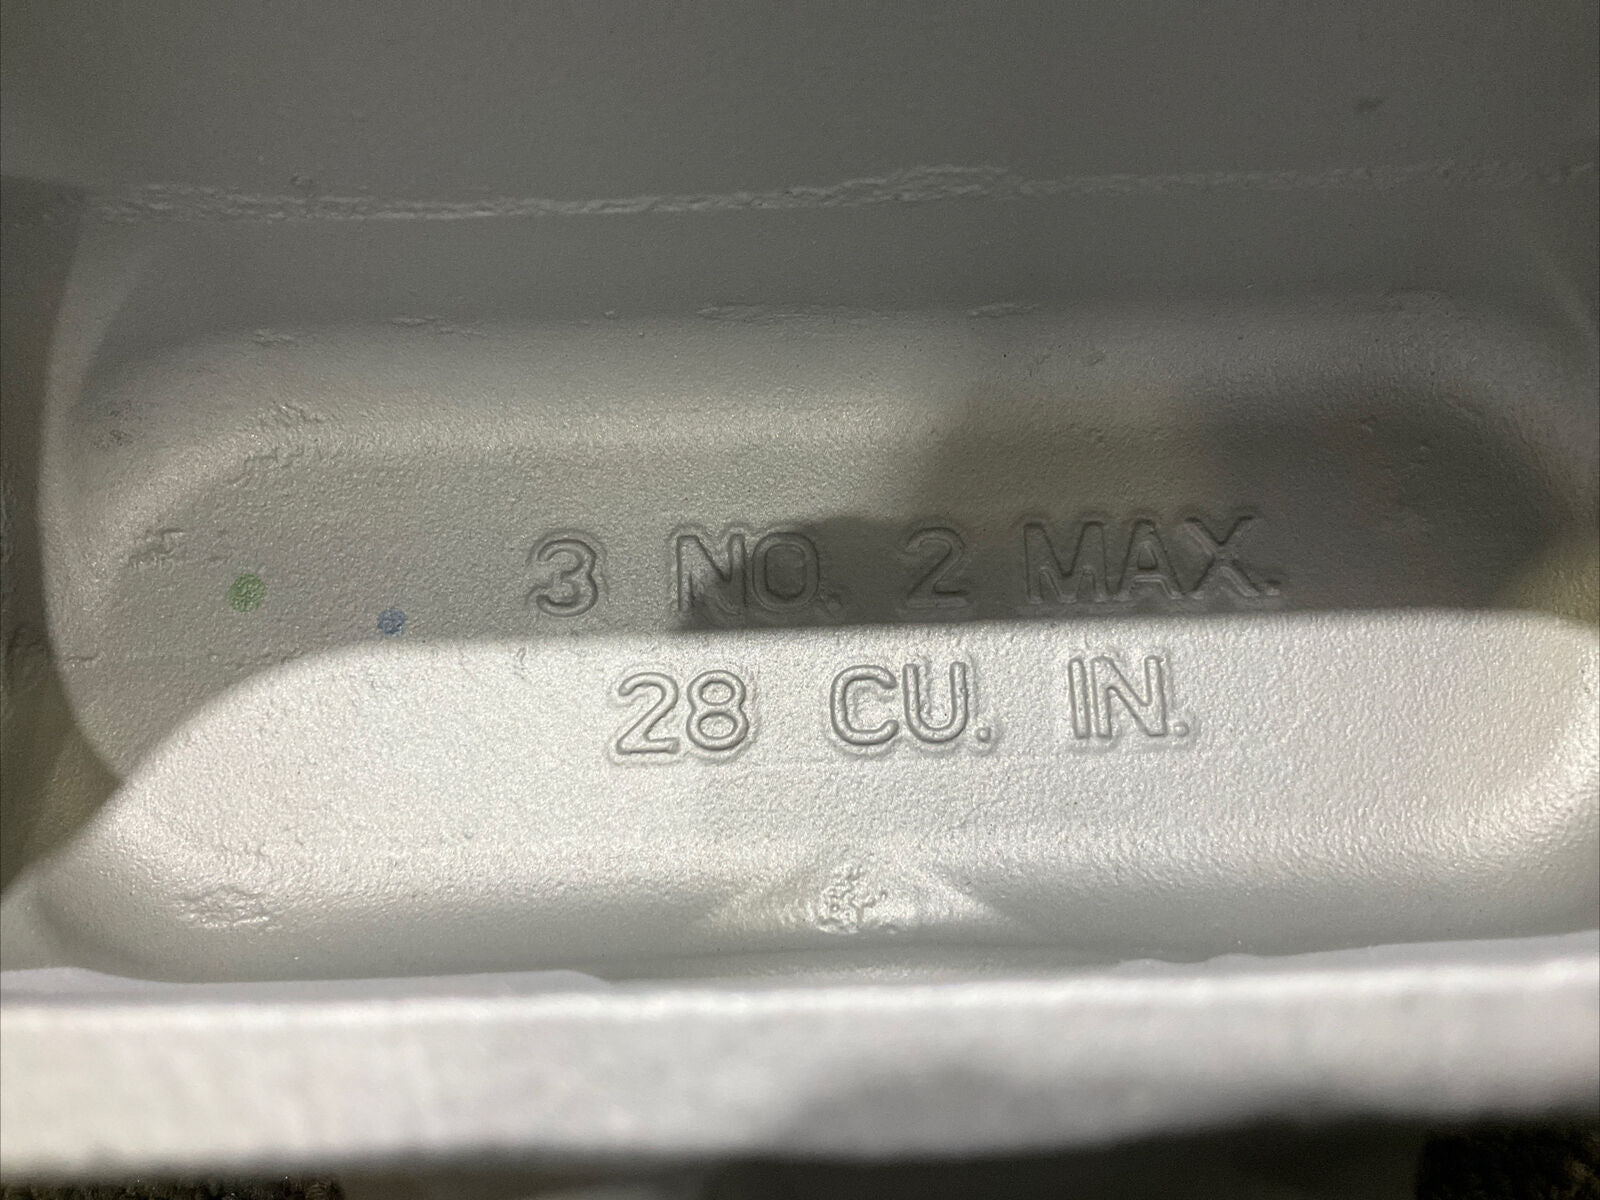 3 NO. 2 MAX.
28 CU. IN.